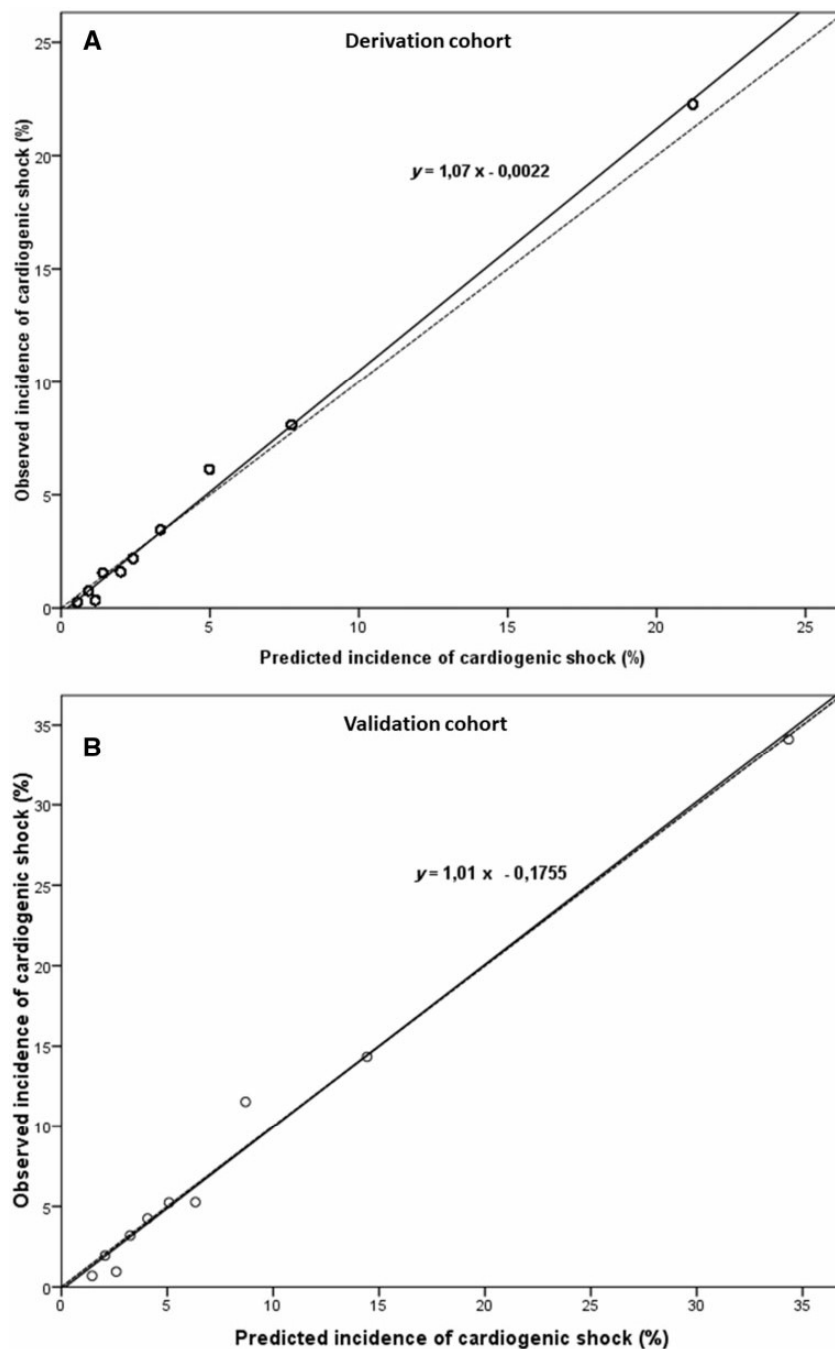 A
Derivation cohort
Observed incidence of cardiogenic shock (%)
25
20
15
10
5
0
y = 1,07 x - 0,0022
0 5 10 15 20 25
Predicted incidence of cardiogenic shock (%)
B
Validation cohort
Observed incidence of cardiogenic shock (%)
35
30
25
20
15
10
5
0
y = 1,01 x - 0,1755
0 5 10 15 20 25 30 35
Predicted incidence of cardiogenic shock (%)